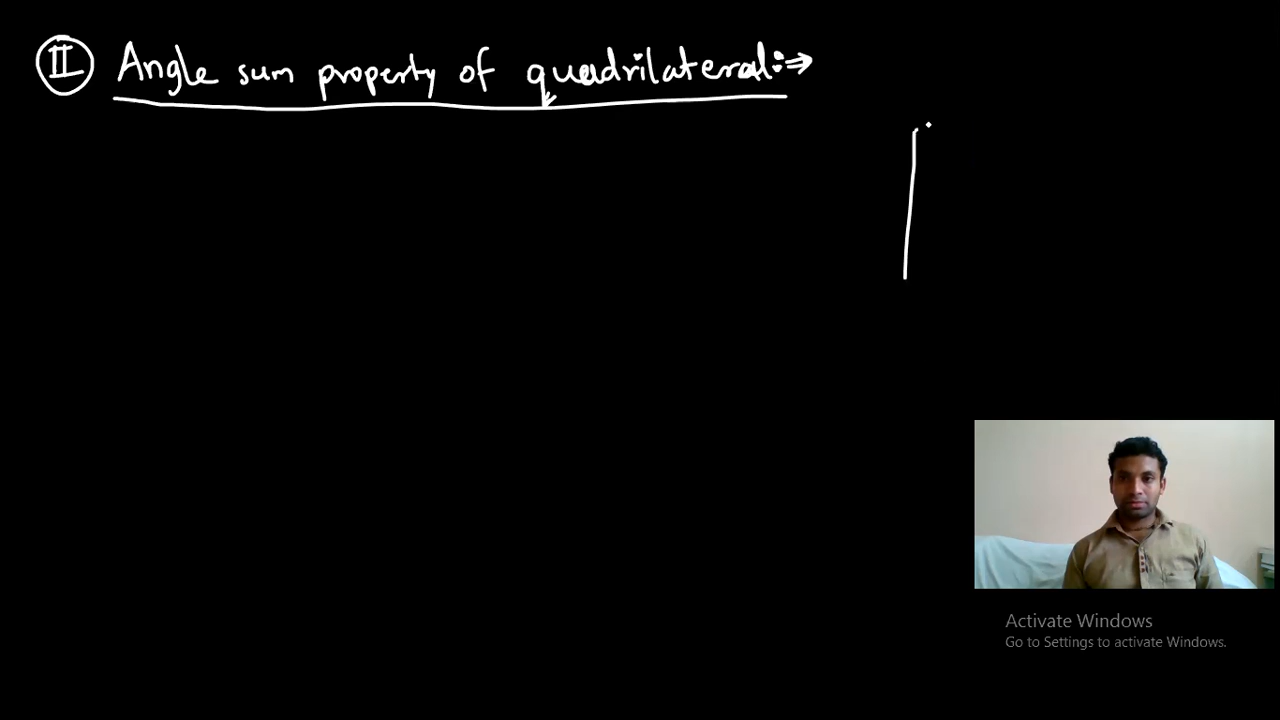 II Angle sum property of quadrilateral:⇒
Activate Windows
Go to Settings to activate Windows.